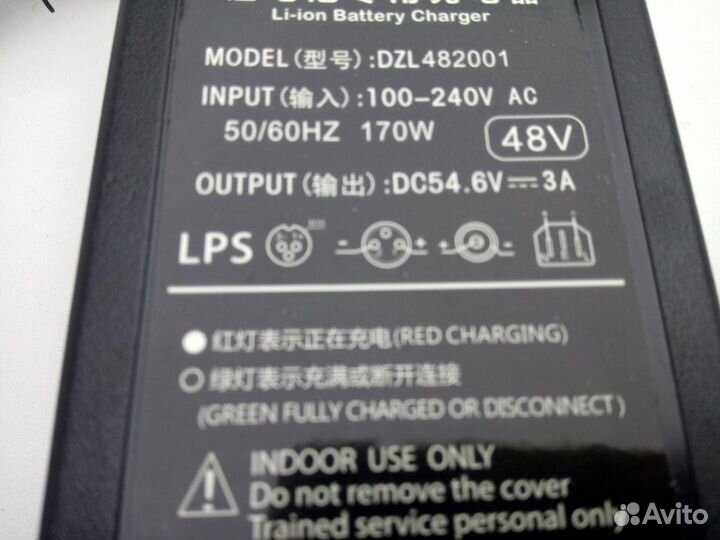 Li-ion Battery Charger
MODEL(型号):DZL482001
INPUT(输入):100-240V AC
50/60HZ 170W
48V
OUTPUT(输出):DC54.6V⎓3A
LPS
- +
+ -
红灯表示正在充电(RED CHARGING)
绿灯表示充满或断开连接
(GREEN FULLY CHARGED OR DISCONNECT)
INDOOR USE ONLY
Do not remove the cover
Trained service personal only
Avito